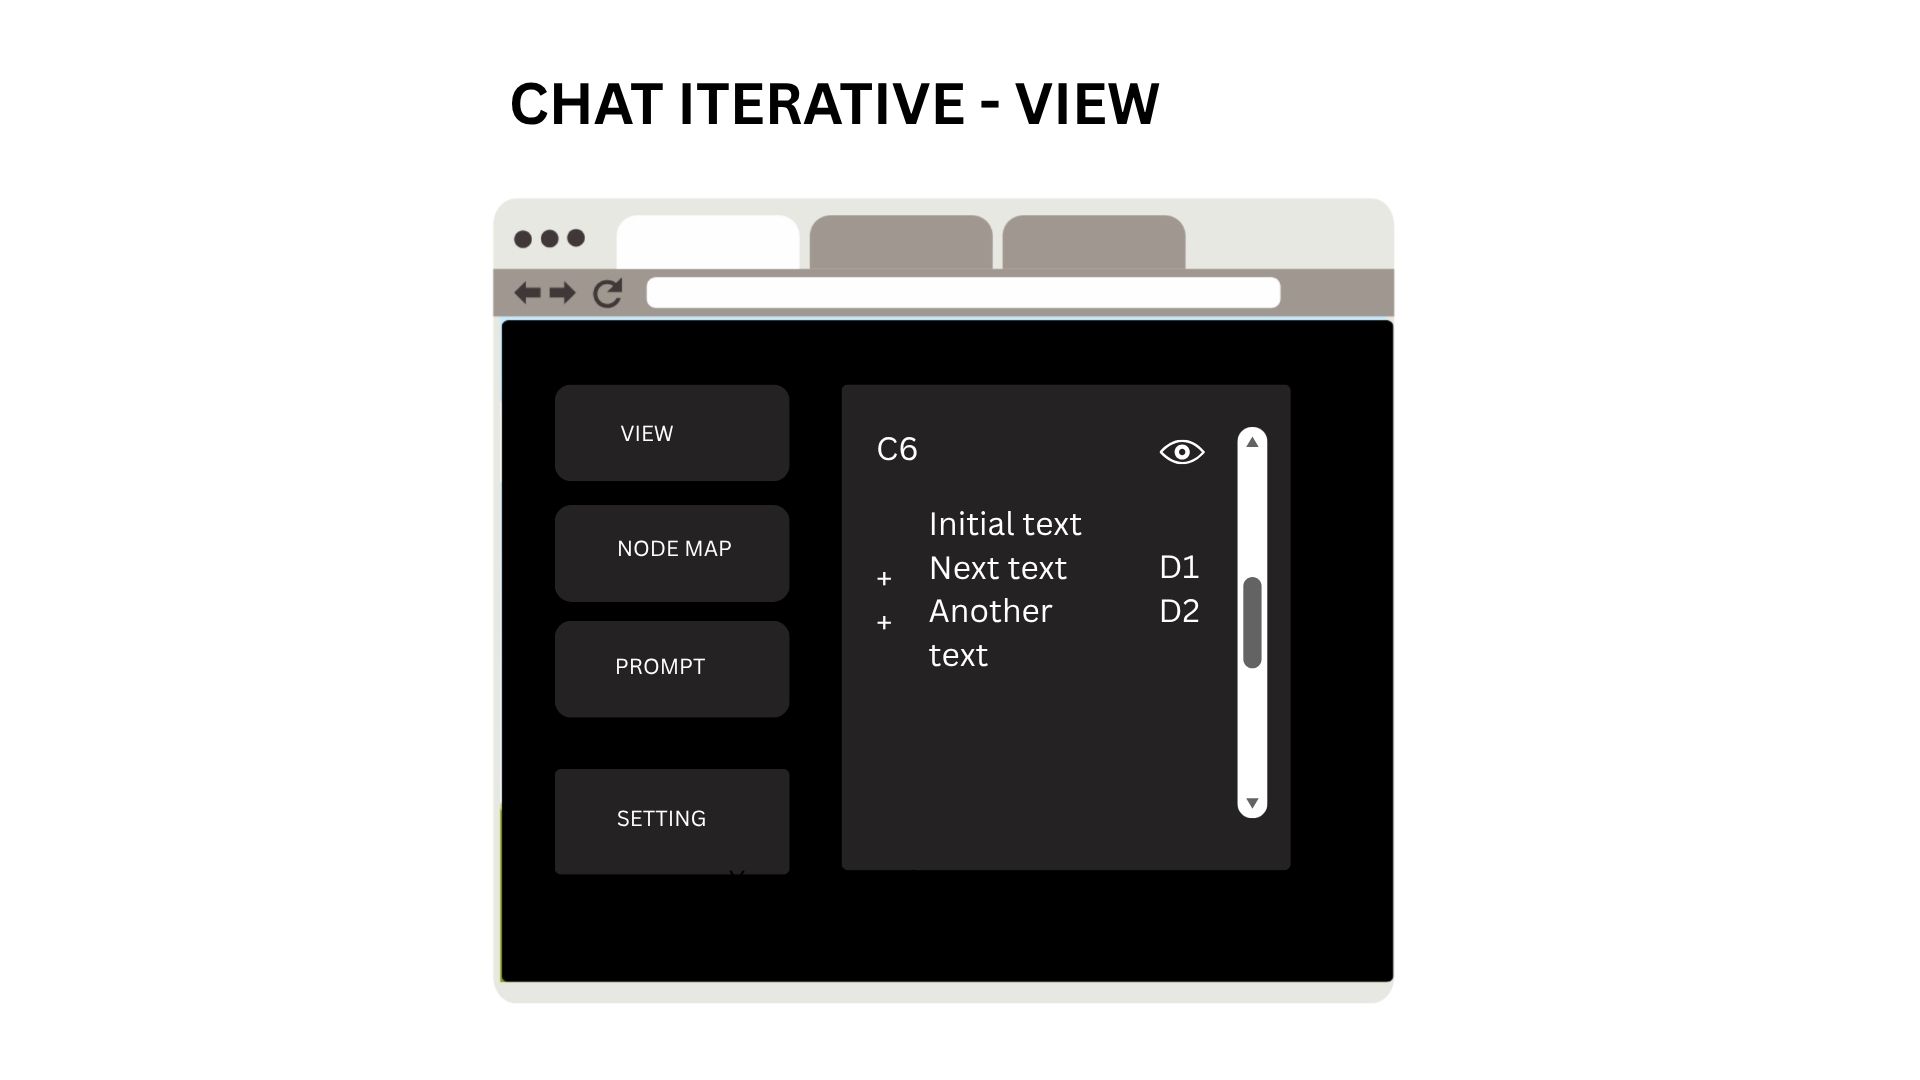 CHAT ITERATIVE - VIEW
VIEW
NODE MAP
PROMPT
SETTING
C6
Initial text
+ Next text D1
+ Another D2
text